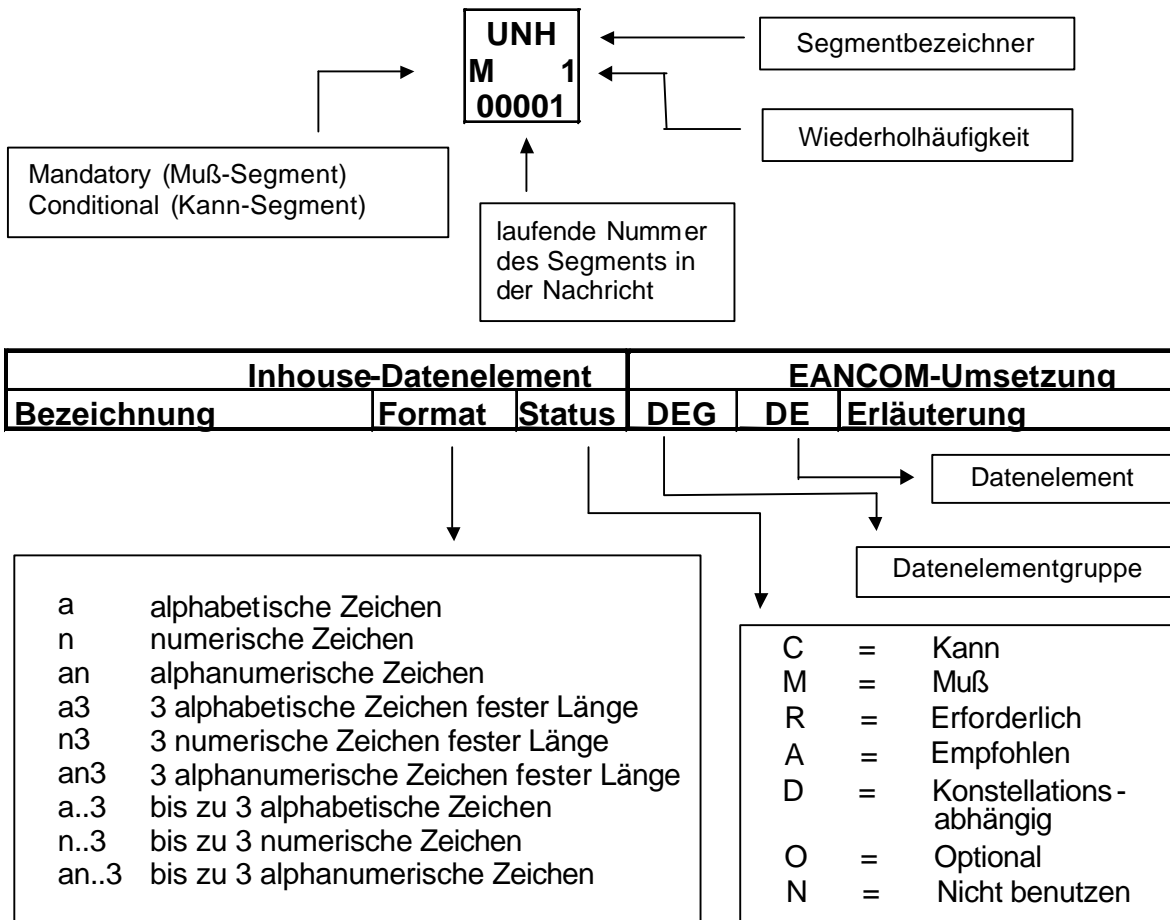 UNH
M 1
00001
Segmentbezeichner
Wiederholhäufigkeit
Mandatory (Muß-Segment)
Conditional (Kann-Segment)
laufende Nummer
des Segments in
der Nachricht
Inhouse-Datenelement EANCOM-Umsetzung
Bezeichnung Format Status DEG DE Erläuterung
Datenelement
Datenelementgruppe
a alphabetische Zeichen
n numerische Zeichen
an alphanumerische Zeichen
a3 3 alphabetische Zeichen fester Länge
n3 3 numerische Zeichen fester Länge
an3 3 alphanumerische Zeichen fester Länge
a..3 bis zu 3 alphabetische Zeichen
n..3 bis zu 3 numerische Zeichen
an..3 bis zu 3 alphanumerische Zeichen
C = Kann
M = Muß
R = Erforderlich
A = Empfohlen
D = Konstellations-
abhängig
O = Optional
N = Nicht benutzen